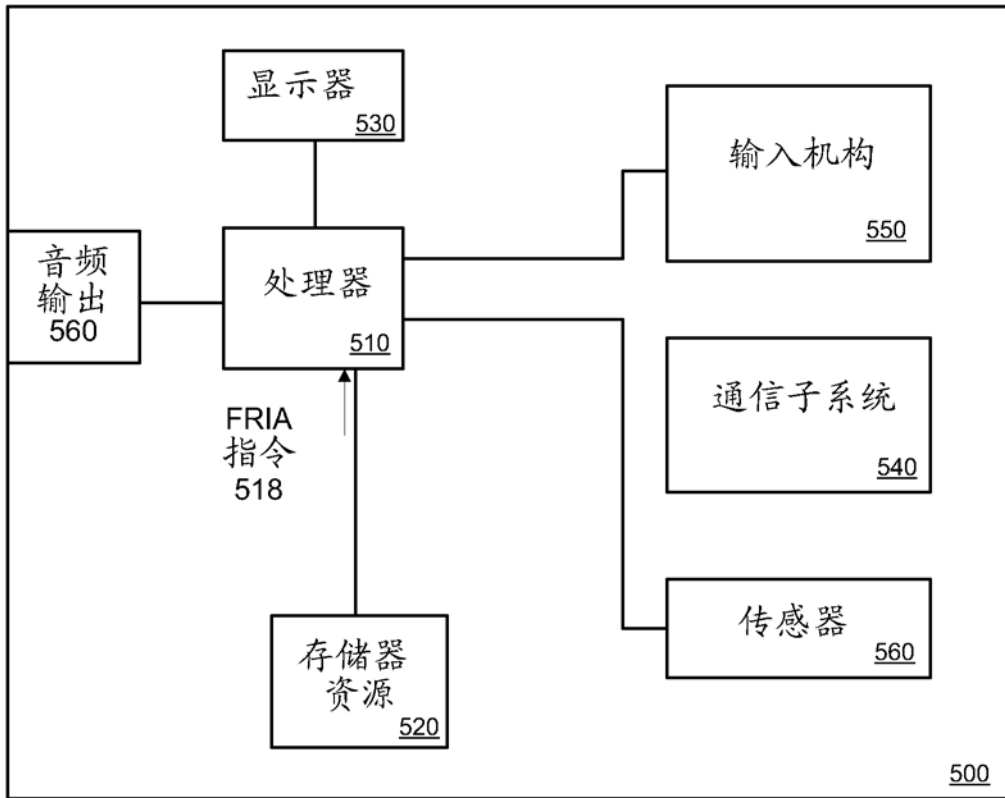 显示器
530
输入机构
550
音频
输出
560
处理器
510
通信子系统
540
FRIA
指令
518
传感器
560
存储器
资源
520
500